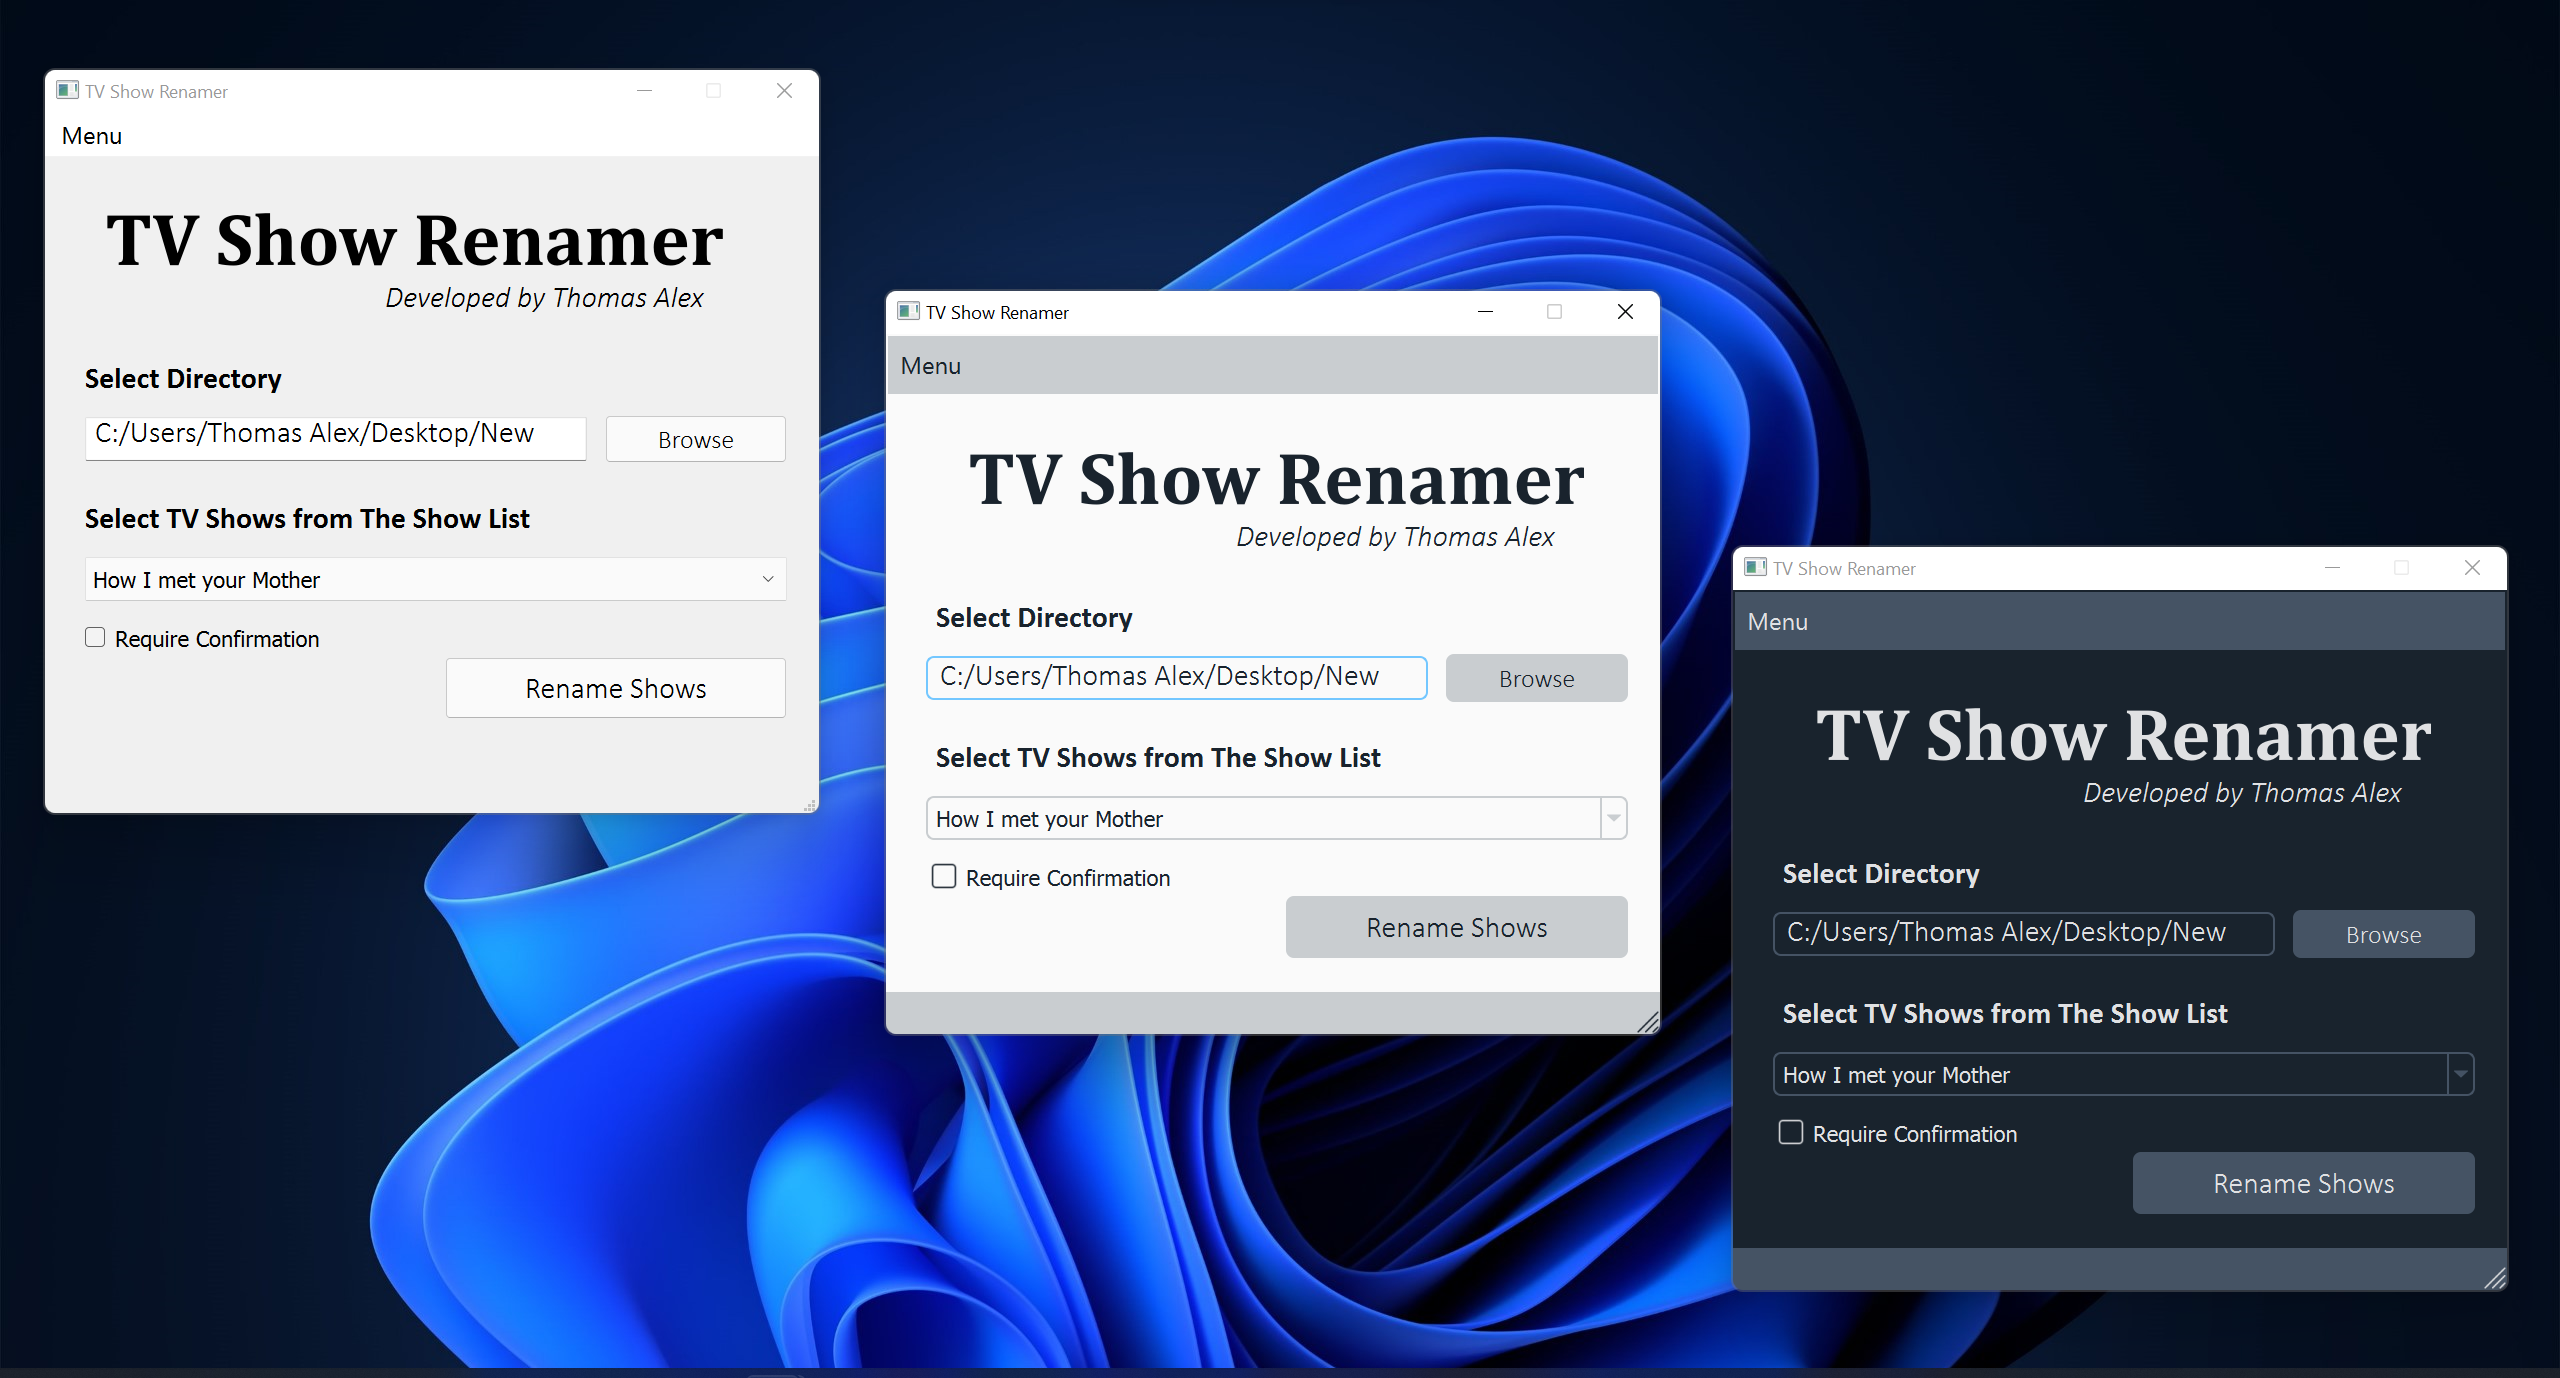 TV Show Renamer
Menu
TV Show Renamer
Developed by Thomas Alex
Select Directory
C:/Users/Thomas Alex/Desktop/New
Browse
Select TV Shows from The Show List
How I met your Mother
Require Confirmation
Rename Shows
TV Show Renamer
Menu
TV Show Renamer
Developed by Thomas Alex
Select Directory
C:/Users/Thomas Alex/Desktop/New
Browse
Select TV Shows from The Show List
How I met your Mother
Require Confirmation
Rename Shows
TV Show Renamer
Menu
TV Show Renamer
Developed by Thomas Alex
Select Directory
C:/Users/Thomas Alex/Desktop/New
Browse
Select TV Shows from The Show List
How I met your Mother
Require Confirmation
Rename Shows